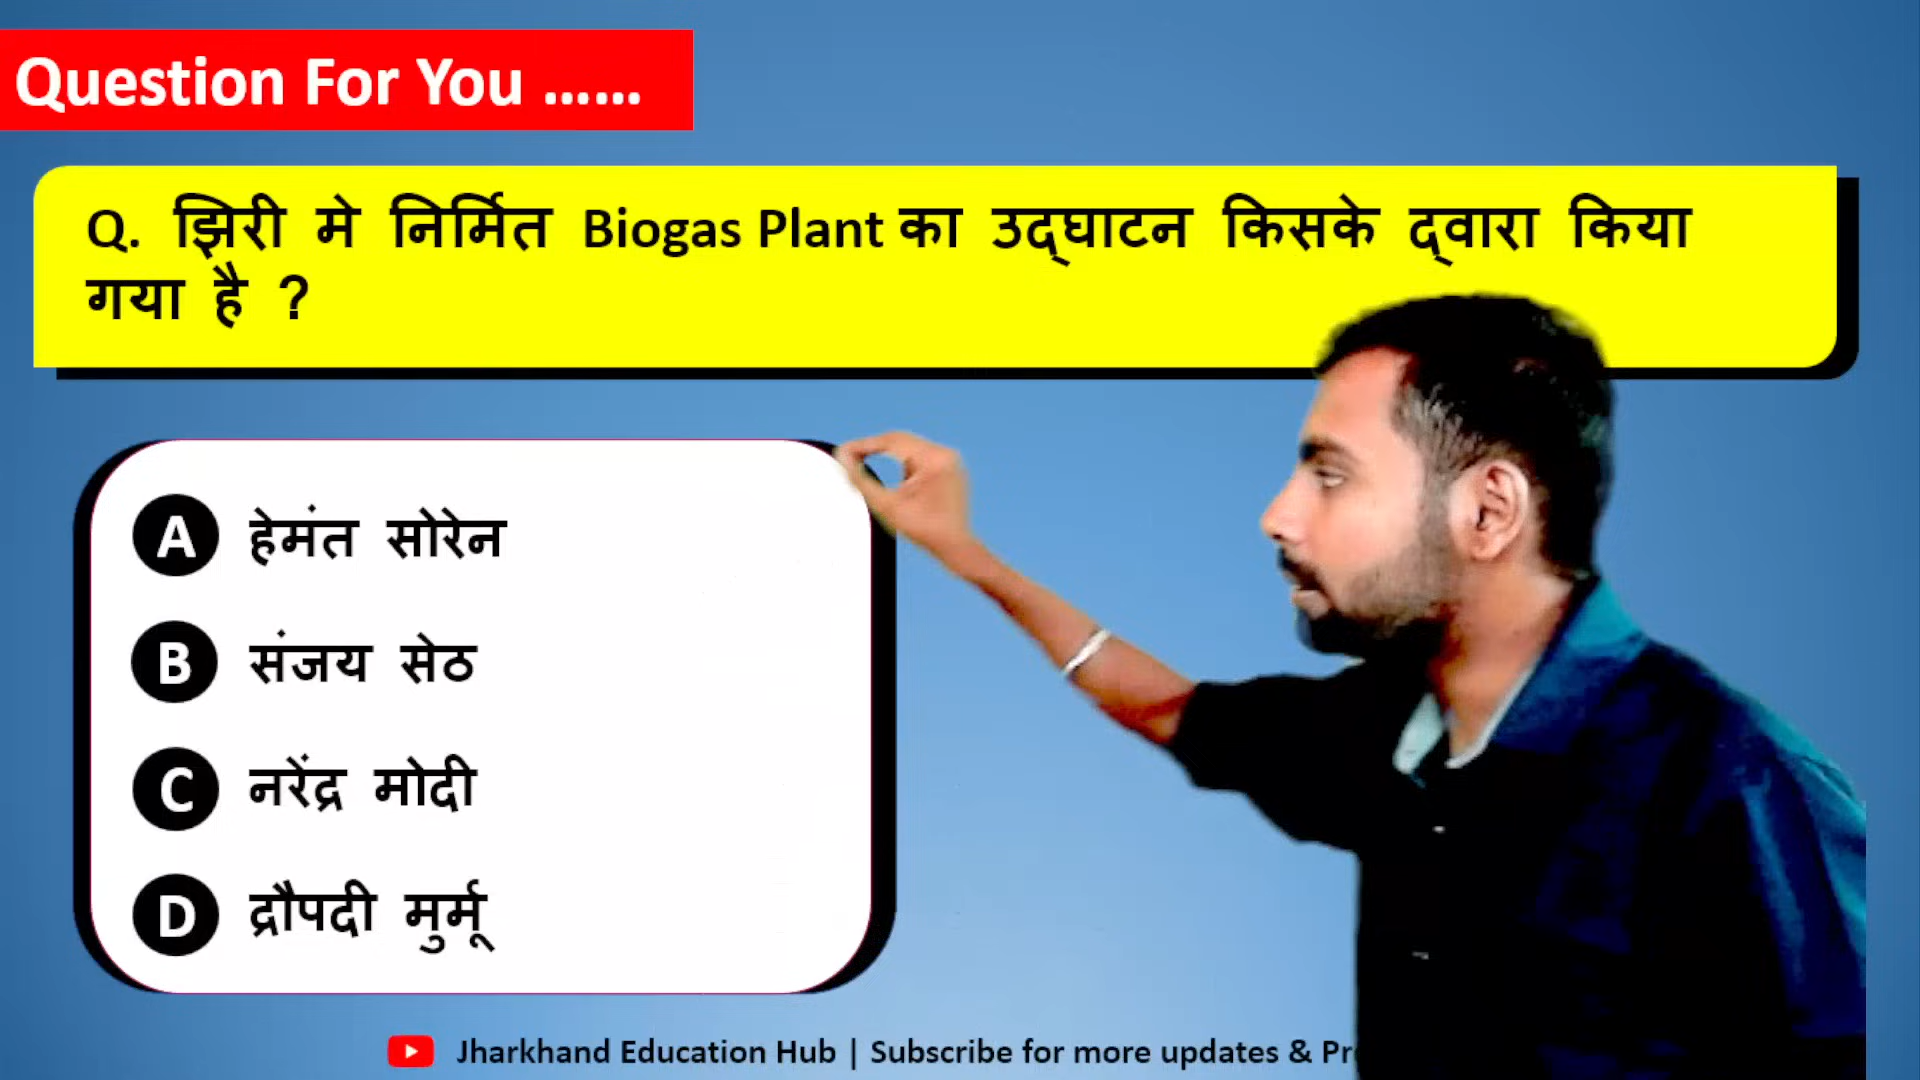 Question For You ......
Q. झिरी मे निर्मित Biogas Plant का उद्घाटन किसके द्वारा किया
गया है ?
A हेमंत सोरेन
B संजय सेठ
C नरेंद्र मोदी
D द्रौपदी मुर्मू
Jharkhand Education Hub | Subscribe for more updates &